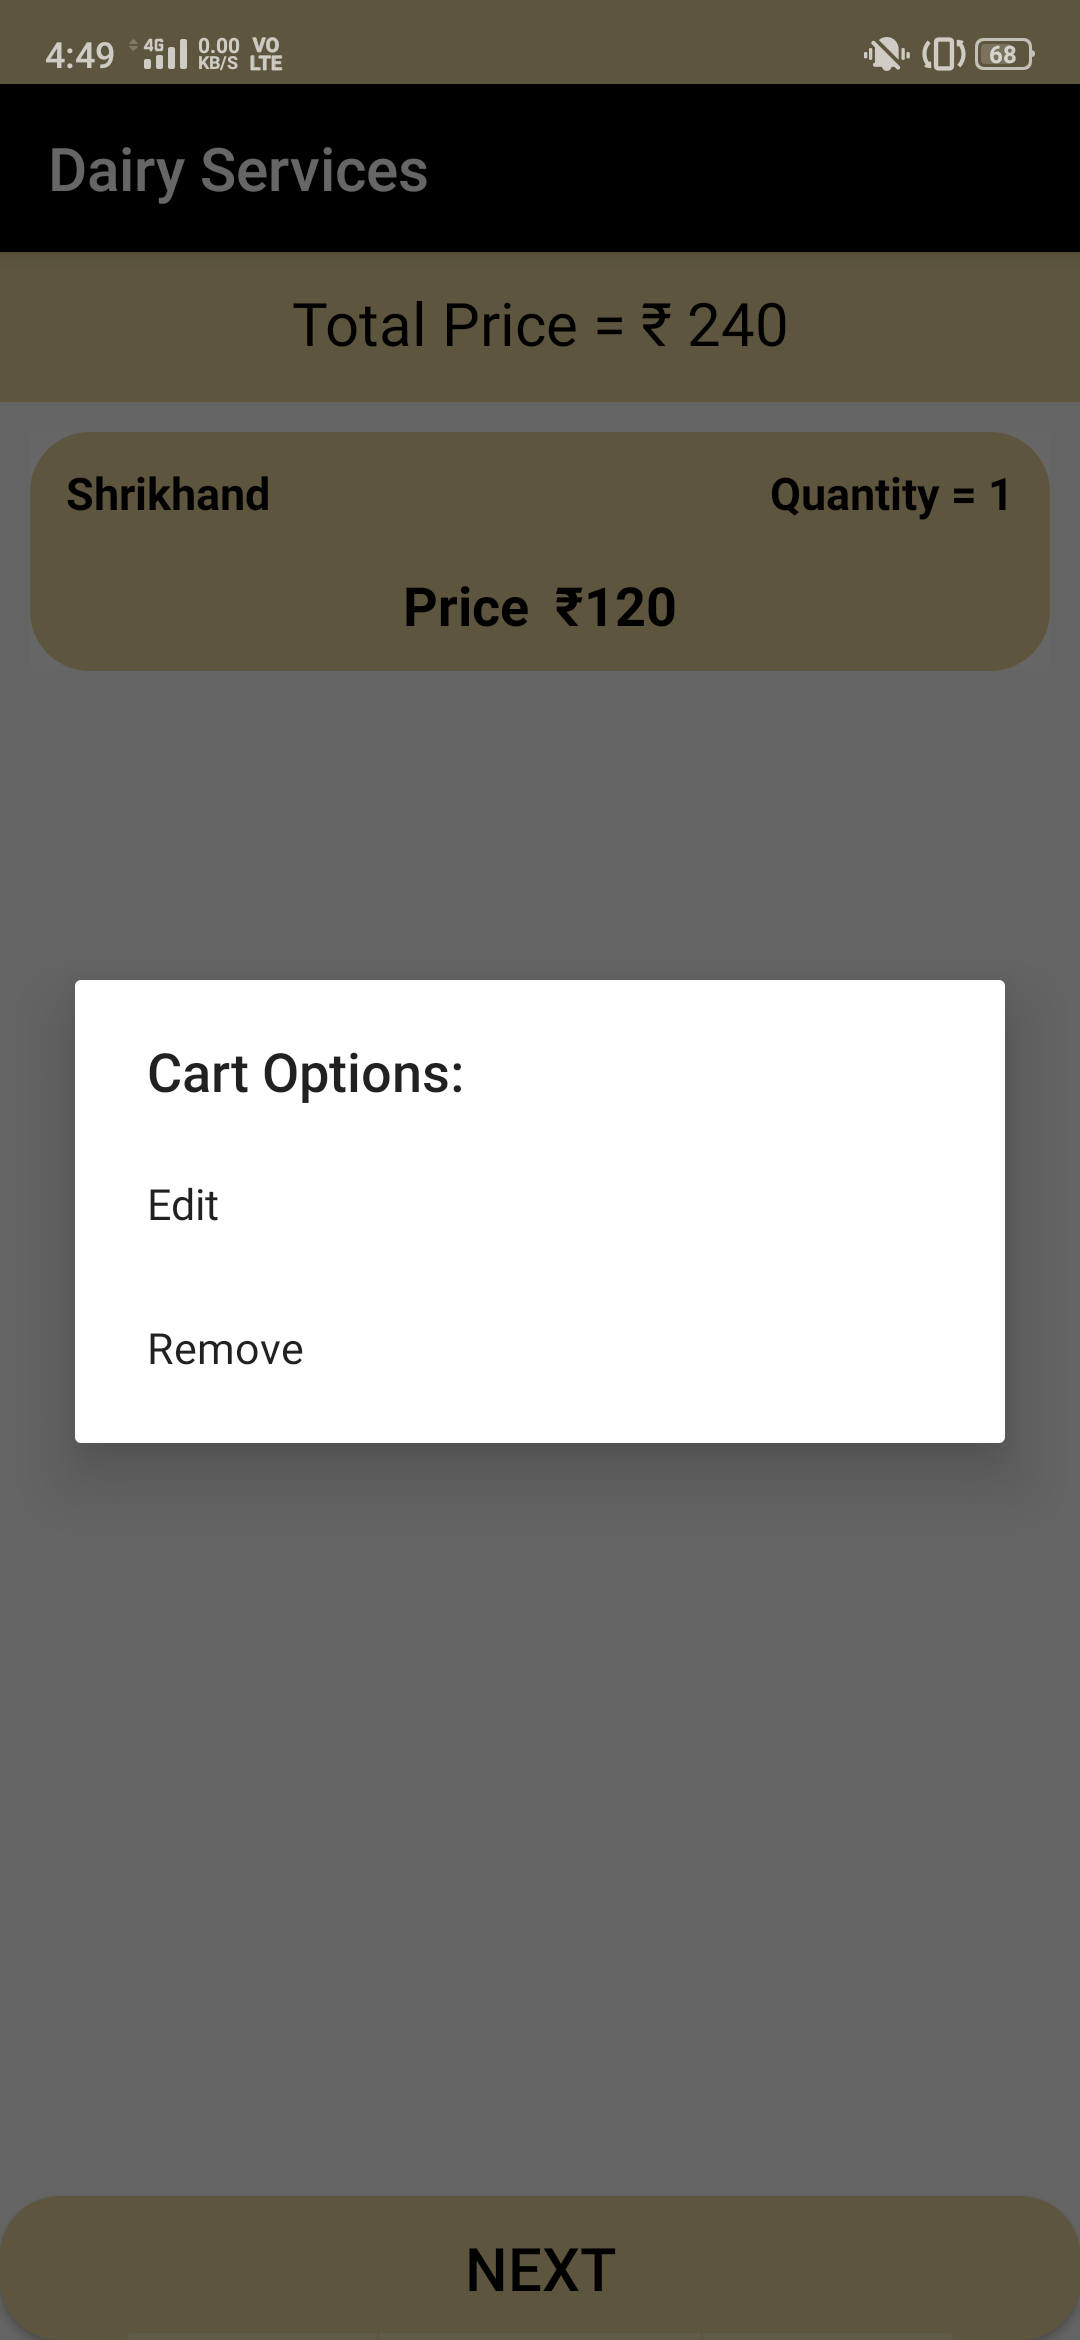 4:49 4G 0.00 KB/S VO LTE 68
Dairy Services
Total Price = ₹ 240
Shrikhand Quantity = 1
Price ₹120
Cart Options:
Edit
Remove
NEXT